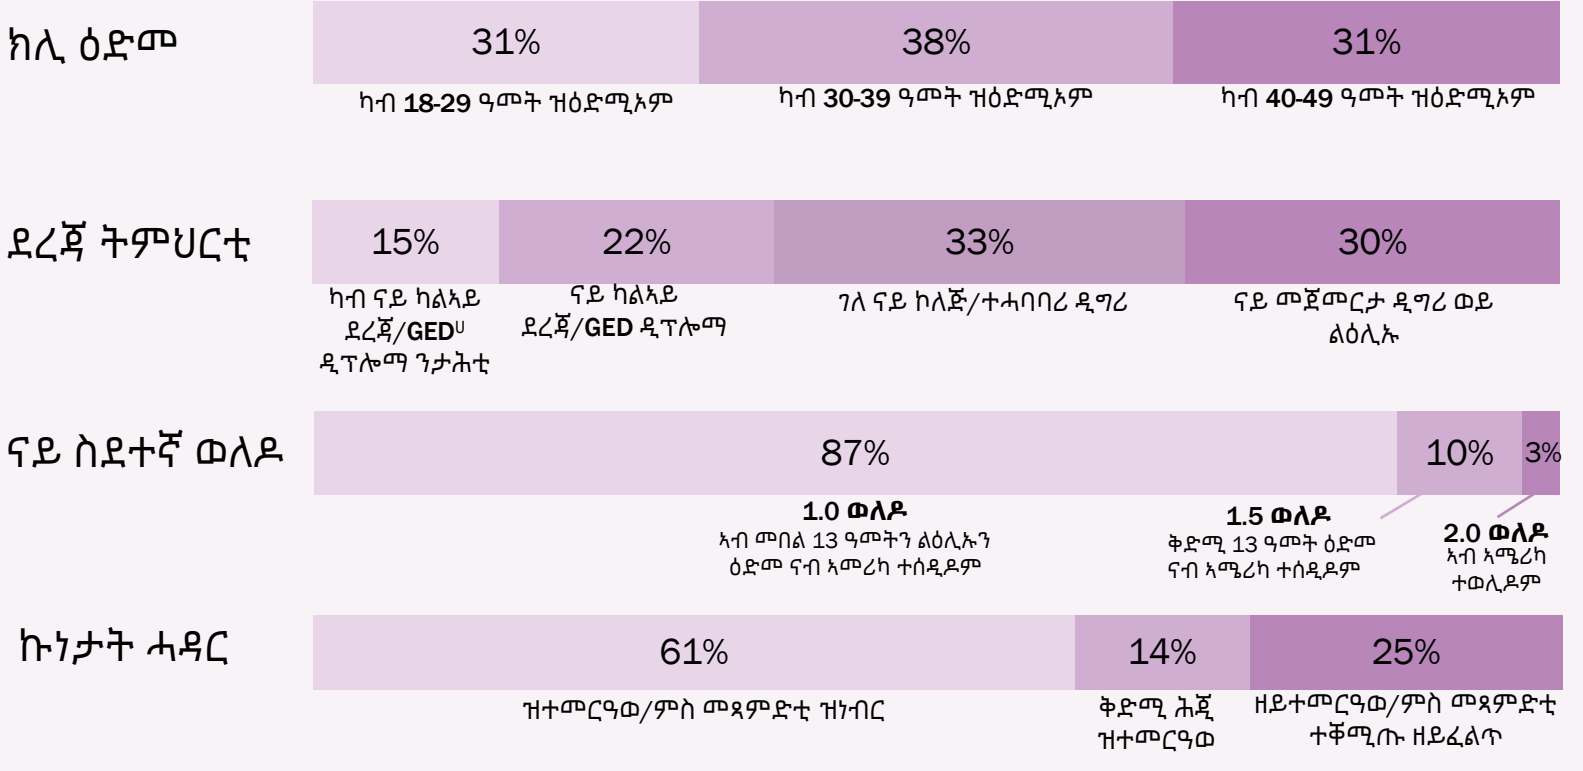 ክሊ ዕድመ
31%
38%
31%
ካብ 18-29 ዓመት ዝዕድሚኦም
ካብ 30-39 ዓመት ዝዕድሚኦም
ካብ 40-49 ዓመት ዝዕድሚኦም
ደረጃ ትምህርቲ
15%
22%
33%
30%
ካብ ናይ ካልኣይ
ደረጃ/GEDᵁ
ዲፕሎማ ንታሕቲ
ናይ ካልኣይ
ደረጃ/GED ዲፕሎማ
ገለ ናይ ኮለጅ/ተሓባባሪ ዲግሪ
ናይ መጀመርታ ዲግሪ ወይ
ልዕሊኡ
ናይ ስደተኛ ወለዶ
87%
10%
3%
1.0 ወለዶ
ኣብ መበል 13 ዓመትን ልዕሊኡን
ዕድመ ናብ ኣመሪካ ተሰዲዶም
1.5 ወለዶ
ቅድሚ 13 ዓመት ዕድመ
ናብ ኣሜሪካ ተሰዲዶም
2.0 ወለዶ
ኣብ ኣሜሪካ
ተወሊዶም
ኩነታት ሓዳር
61%
14%
25%
ዝተመርዓወ/ምስ መጻምድቲ ዝነብር
ቅድሚ ሕጂ
ዝተመርዓወ
ዘይተመርዓወ/ምስ መጻምድቲ
ተቐሚጡ ዘይፈልጥ